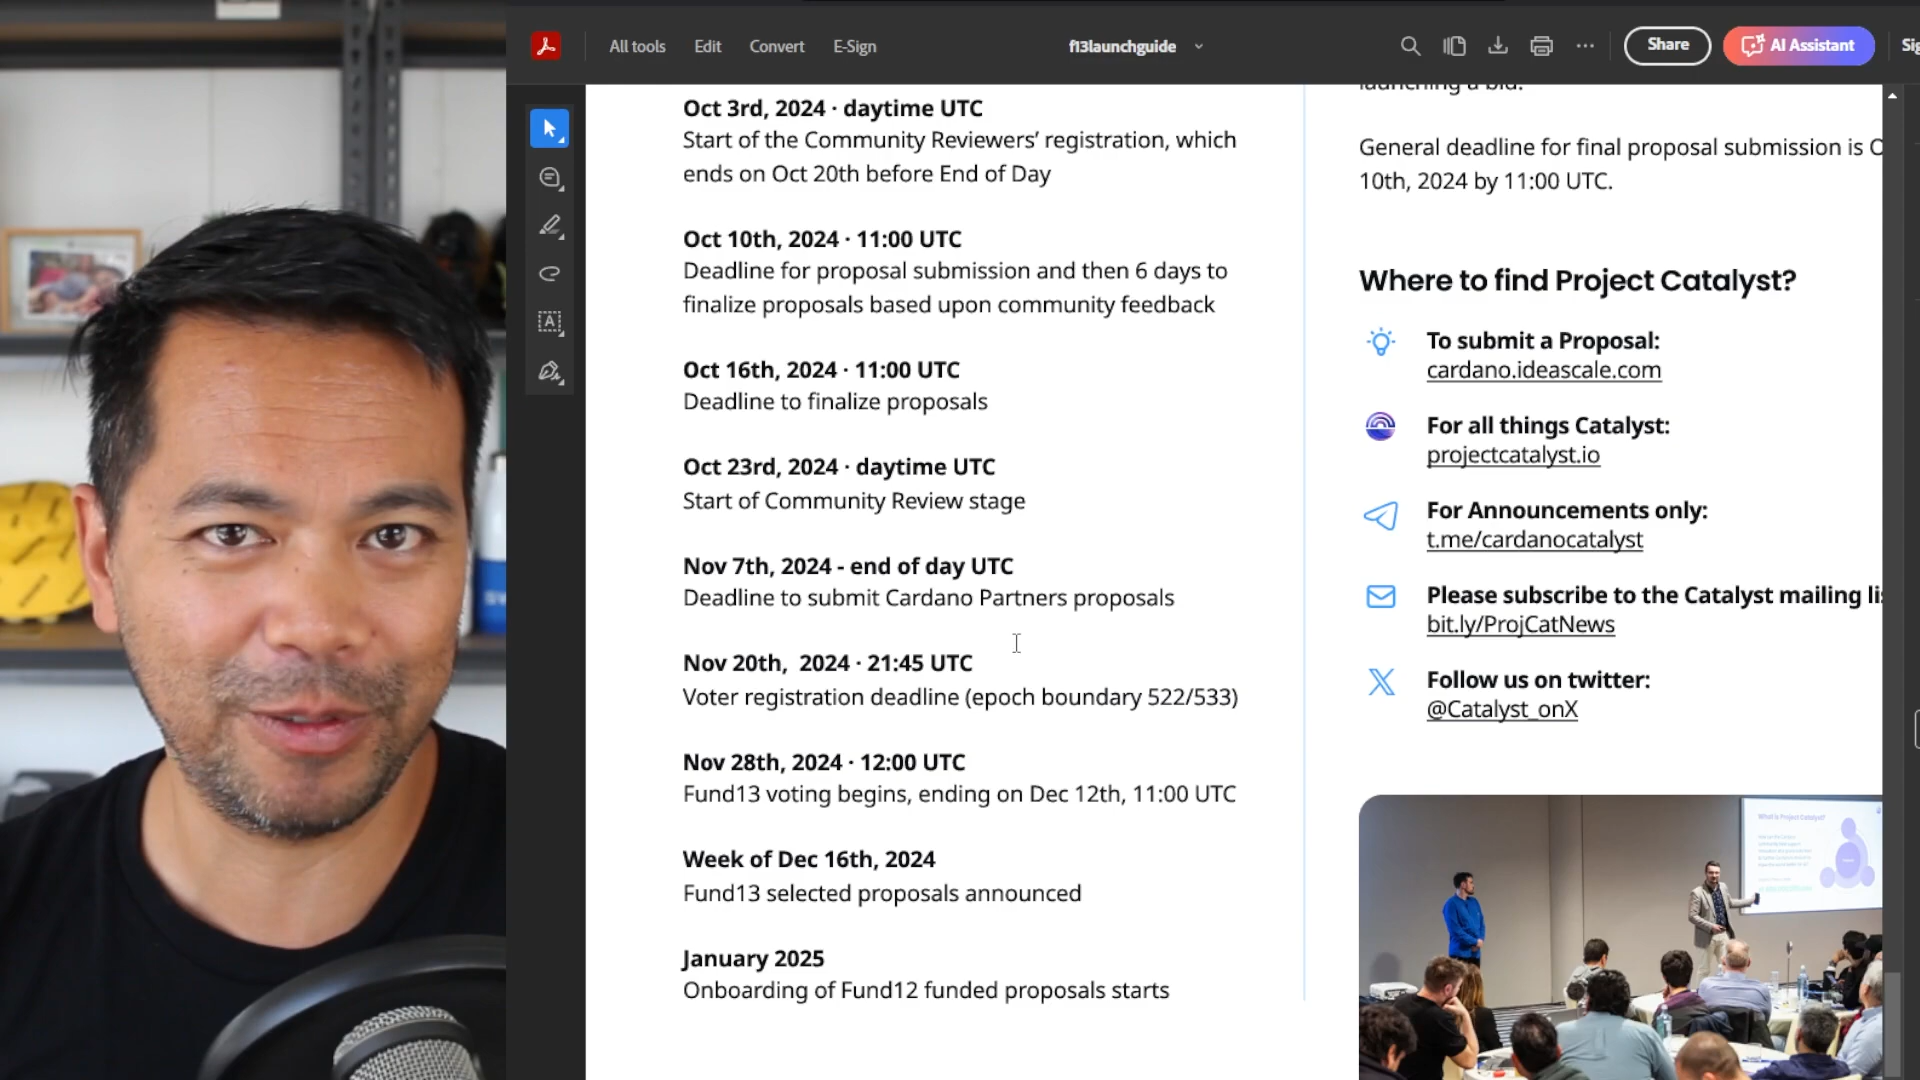 All tools
Edit
Convert
E-Sign
f13launchguide
Share
AI Assistant
Oct 3rd, 2024 · daytime UTC
Start of the Community Reviewers’ registration, which
ends on Oct 20th before End of Day
Oct 10th, 2024 · 11:00 UTC
Deadline for proposal submission and then 6 days to
finalize proposals based upon community feedback
Oct 16th, 2024 · 11:00 UTC
Deadline to finalize proposals
Oct 23rd, 2024 · daytime UTC
Start of Community Review stage
Nov 7th, 2024 - end of day UTC
Deadline to submit Cardano Partners proposals
Nov 20th,  2024 · 21:45 UTC
Voter registration deadline (epoch boundary 522/533)
Nov 28th, 2024 · 12:00 UTC
Fund13 voting begins, ending on Dec 12th, 11:00 UTC
Week of Dec 16th, 2024
Fund13 selected proposals announced
January 2025
Onboarding of Fund12 funded proposals starts
launching a bid.
General deadline for final proposal submission is
10th, 2024 by 11:00 UTC.
Where to find Project Catalyst?
To submit a Proposal:
cardano.ideascale.com
For all things Catalyst:
projectcatalyst.io
For Announcements only:
t.me/cardanocatalyst
Please subscribe to the Catalyst mailing
bit.ly/ProjCatNews
Follow us on twitter:
@Catalyst_onX
What is Project Catalyst?